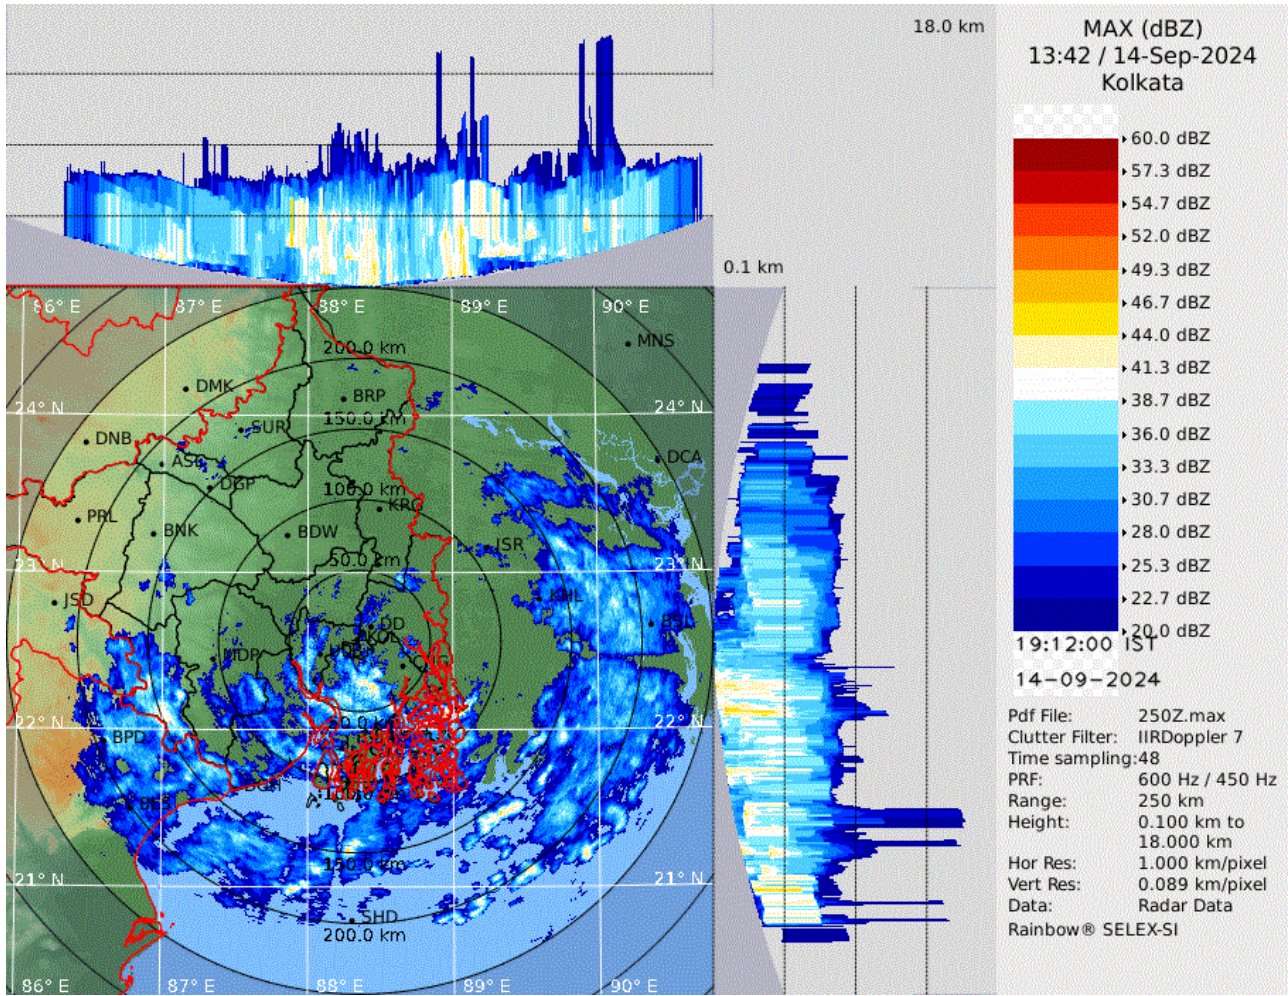 18.0 km
0.1 km
MAX (dBZ)
13:42 / 14-Sep-2024
Kolkata
60.0 dBZ
57.3 dBZ
54.7 dBZ
52.0 dBZ
49.3 dBZ
46.7 dBZ
44.0 dBZ
41.3 dBZ
38.7 dBZ
36.0 dBZ
33.3 dBZ
30.7 dBZ
28.0 dBZ
25.3 dBZ
22.7 dBZ
20.0 dBZ
19:12:00 IST
14-09-2024
Pdf File: 250Z.max
Clutter Filter: IIRDoppler 7
Time sampling:48
PRF: 600 Hz / 450 Hz
Range: 250 km
Height: 0.100 km to
18.000 km
Hor Res: 1.000 km/pixel
Vert Res: 0.089 km/pixel
Data: Radar Data
Rainbow® SELEX-SI
86° E 87° E 88° E 89° E 90° E
MNS
200.0 km
DMK
BRP
24° N 24° N
150.0 km
SUR
DNB
DCA
DGP
100.0 km
KRG
PRL
BNK
BDW
JSR
50.0 km
23° N 23° N
JSD
KHL
BSL
DD
KOL
MDP
50.0 km
22° N 22° N
BPD
100.0 km
150.0 km
21° N 21° N
SHD
200.0 km
86° E 87° E 88° E 89° E 90° E